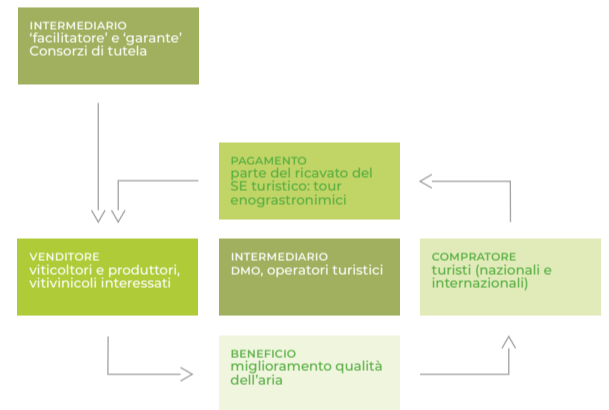 INTERMEDIARIO
'facilitatore' e 'garante'
Consorzi di tutela
PAGAMENTO
parte del ricavato del
SE turistico: tour
enograstronimici
VENDITORE
viticoltori e produttori,
vitivinicoli interessati
INTERMEDIARIO
DMO, operatori turistici
COMPRATORE
turisti (nazionali e
internazionali)
BENEFICIO
miglioramento qualità
dell'aria